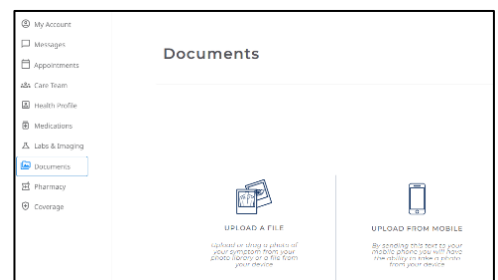 My Account
Messages
Appointments
Care Team
Health Profile
Medications
Labs & Imaging
Documents
Pharmacy
Coverage
Documents
UPLOAD A FILE
Upload or drag a photo of
your symptom from your
photo library or a file from
your device.
UPLOAD FROM MOBILE
By sending this text to your
mobile phone you will have
the ability to take a photo
from your device.